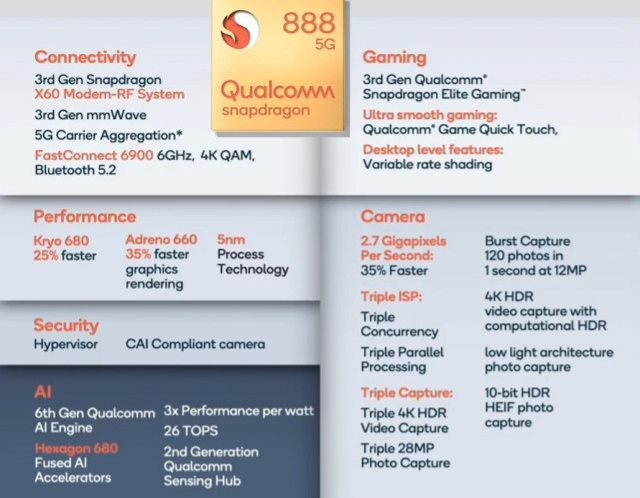 888
5G
Qualcomm
snapdragon
Connectivity
3rd Gen Snapdragon
X60 Modem-RF System
3rd Gen mmWave
5G Carrier Aggregation*
FastConnect 6900 6GHz, 4K QAM,
Bluetooth 5.2
Gaming
3rd Gen Qualcomm®
Snapdragon Elite Gaming™
Ultra smooth gaming:
Qualcomm® Game Quick Touch,
Desktop level features:
Variable rate shading
Performance
Kryo 680
25% faster
Adreno 660
35% faster
graphics
rendering
5nm
Process
Technology
Security
Hypervisor
CAI Compliant camera
AI
6th Gen Qualcomm
AI Engine
Hexagon 680
Fused AI
Accelerators
3x Performance per watt
26 TOPS
2nd Generation
Qualcomm
Sensing Hub
Camera
2.7 Gigapixels
Per Second:
35% Faster
Triple ISP:
Triple
Concurrency
Triple Parallel
Processing
Triple Capture:
Triple 4K HDR
Video Capture
Triple 28MP
Photo Capture
Burst Capture
120 photos in
1 second at 12MP
4K HDR
video capture with
computational HDR
low light architecture
photo capture
10-bit HDR
HEIF photo
capture